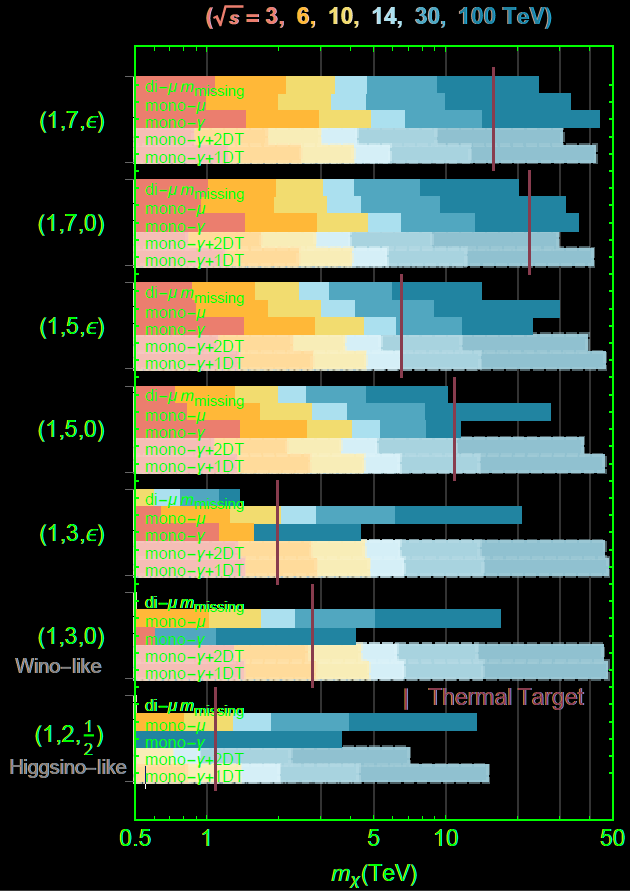 (√s = 3, 6, 10, 14, 30, 100 TeV)
(1,7,ϵ)
di−μ m_missing
mono−μ
mono−γ
mono−γ+2DT
mono−γ+1DT
(1,7,0)
di−μ m_missing
mono−μ
mono−γ
mono−γ+2DT
mono−γ+1DT
(1,5,ϵ)
di−μ m_missing
mono−μ
mono−γ
mono−γ+2DT
mono−γ+1DT
(1,5,0)
di−μ m_missing
mono−μ
mono−γ
mono−γ+2DT
mono−γ+1DT
(1,3,ϵ)
di−μ m_missing
mono−μ
mono−γ
mono−γ+2DT
mono−γ+1DT
(1,3,0)
Wino−like
di−μ m_missing
mono−μ
mono−γ
mono−γ+2DT
mono−γ+1DT
| Thermal Target
(1,2,1/2)
Higgsino−like
di−μ m_missing
mono−μ
mono−γ
mono−γ+2DT
mono−γ+1DT
0.5 1 5 10 50
m_χ(TeV)